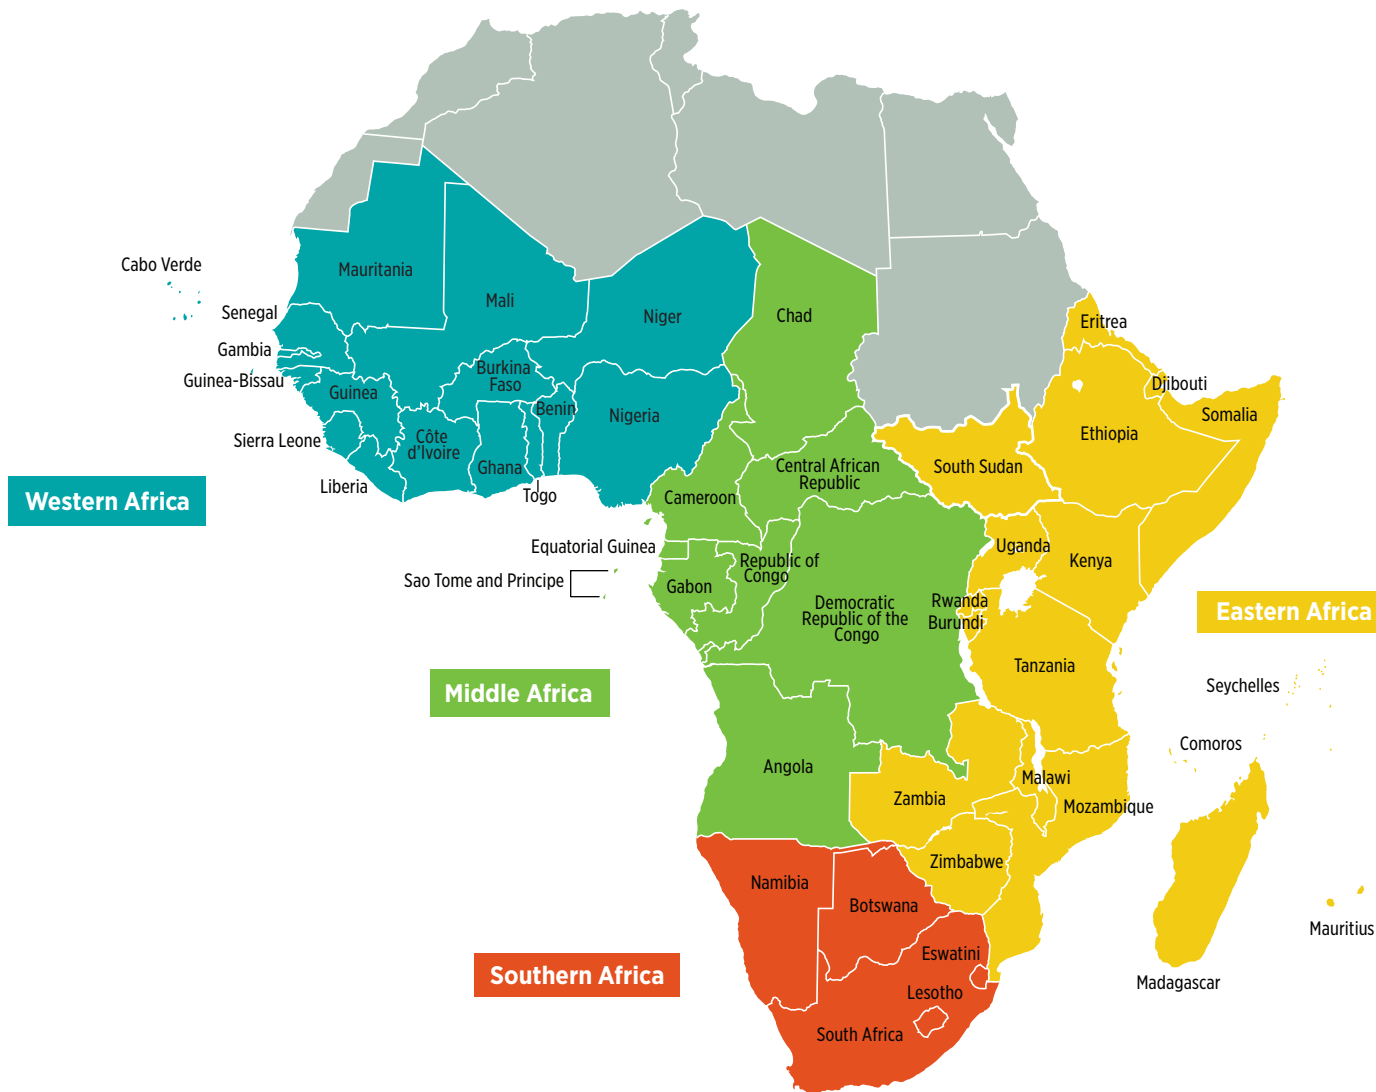 Cabo Verde
Mauritania
Mali
Niger
Chad
Senegal
Eritrea
Gambia
Guinea-Bissau
Burkina
Faso
Djibouti
Guinea
Benin
Nigeria
Somalia
Sierra Leone
Côte
d'Ivoire
Ghana
Ethiopia
South Sudan
Central African
Republic
Liberia
Togo
Cameroon
Western Africa
Equatorial Guinea
Uganda
Kenya
Republic of
Congo
Sao Tome and Principe
Gabon
Democratic
Republic of the
Congo
Rwanda
Burundi
Eastern Africa
Tanzania
Middle Africa
Seychelles
Comoros
Angola
Malawi
Zambia
Mozambique
Zimbabwe
Namibia
Botswana
Mauritius
Eswatini
Southern Africa
Lesotho
Madagascar
South Africa